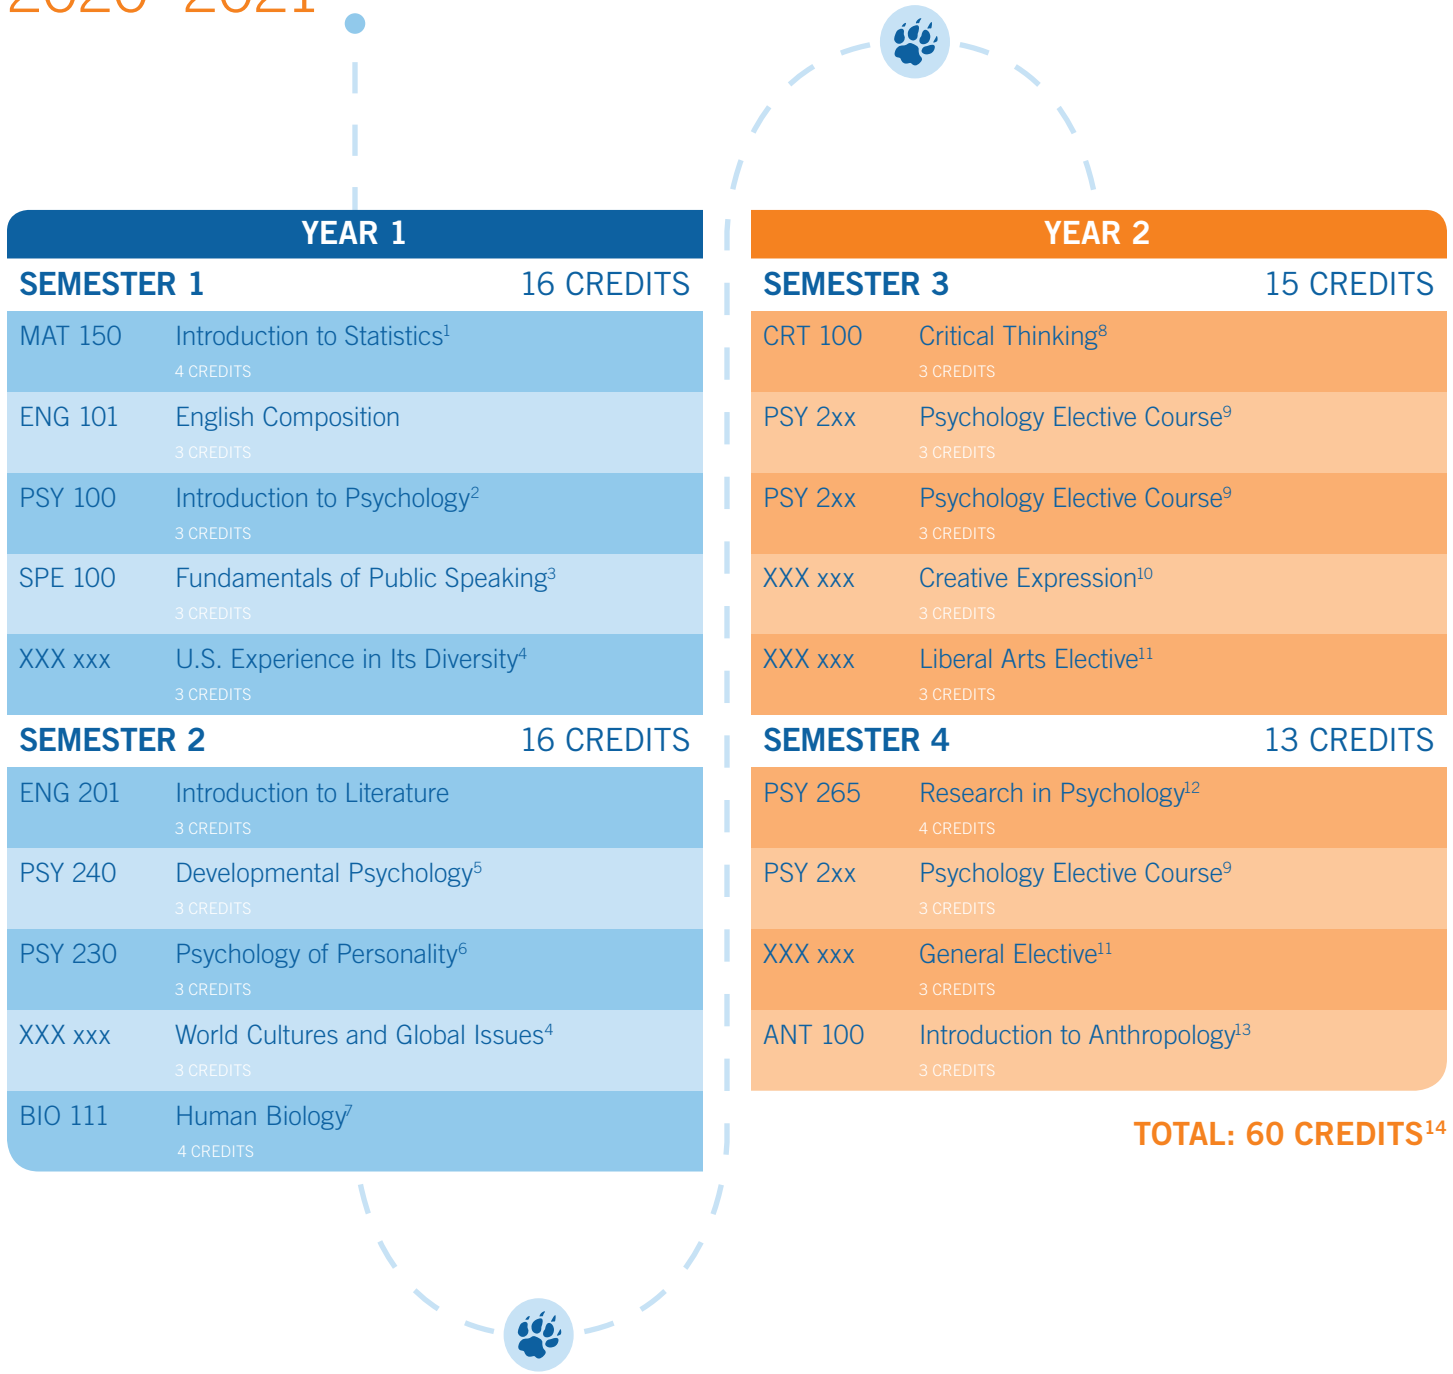 2020–2021
YEAR 1
SEMESTER 1 16 CREDITS
MAT 150 Introduction to Statistics¹
4 CREDITS
ENG 101 English Composition
3 CREDITS
PSY 100 Introduction to Psychology²
3 CREDITS
SPE 100 Fundamentals of Public Speaking³
3 CREDITS
XXX xxx U.S. Experience in Its Diversity⁴
3 CREDITS
SEMESTER 2 16 CREDITS
ENG 201 Introduction to Literature
3 CREDITS
PSY 240 Developmental Psychology⁵
3 CREDITS
PSY 230 Psychology of Personality⁶
3 CREDITS
XXX xxx World Cultures and Global Issues⁴
3 CREDITS
BIO 111 Human Biology⁷
4 CREDITS
YEAR 2
SEMESTER 3 15 CREDITS
CRT 100 Critical Thinking⁸
3 CREDITS
PSY 2xx Psychology Elective Course⁹
3 CREDITS
PSY 2xx Psychology Elective Course⁹
3 CREDITS
XXX xxx Creative Expression¹⁰
3 CREDITS
XXX xxx Liberal Arts Elective¹¹
3 CREDITS
SEMESTER 4 13 CREDITS
PSY 265 Research in Psychology¹²
4 CREDITS
PSY 2xx Psychology Elective Course⁹
3 CREDITS
XXX xxx General Elective¹¹
3 CREDITS
ANT 100 Introduction to Anthropology¹³
3 CREDITS
TOTAL: 60 CREDITS¹⁴